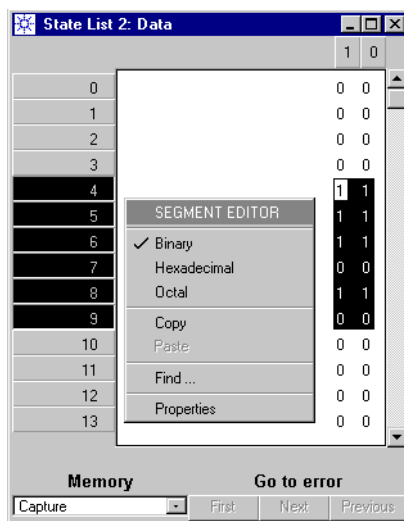 State List 2: Data
1 0
0 0 0
1 0 0
2 0 0
3 0 0
4 1 1
5 SEGMENT EDITOR 1 1
6 Binary 1 1
7 Hexadecimal 0 0
8 Octal 1 1
9 Copy 0 0
10 Paste 0 0
11 Find ... 0 0
12 0 0
13 Properties 0 0
Memory Go to error
Capture First Next Previous